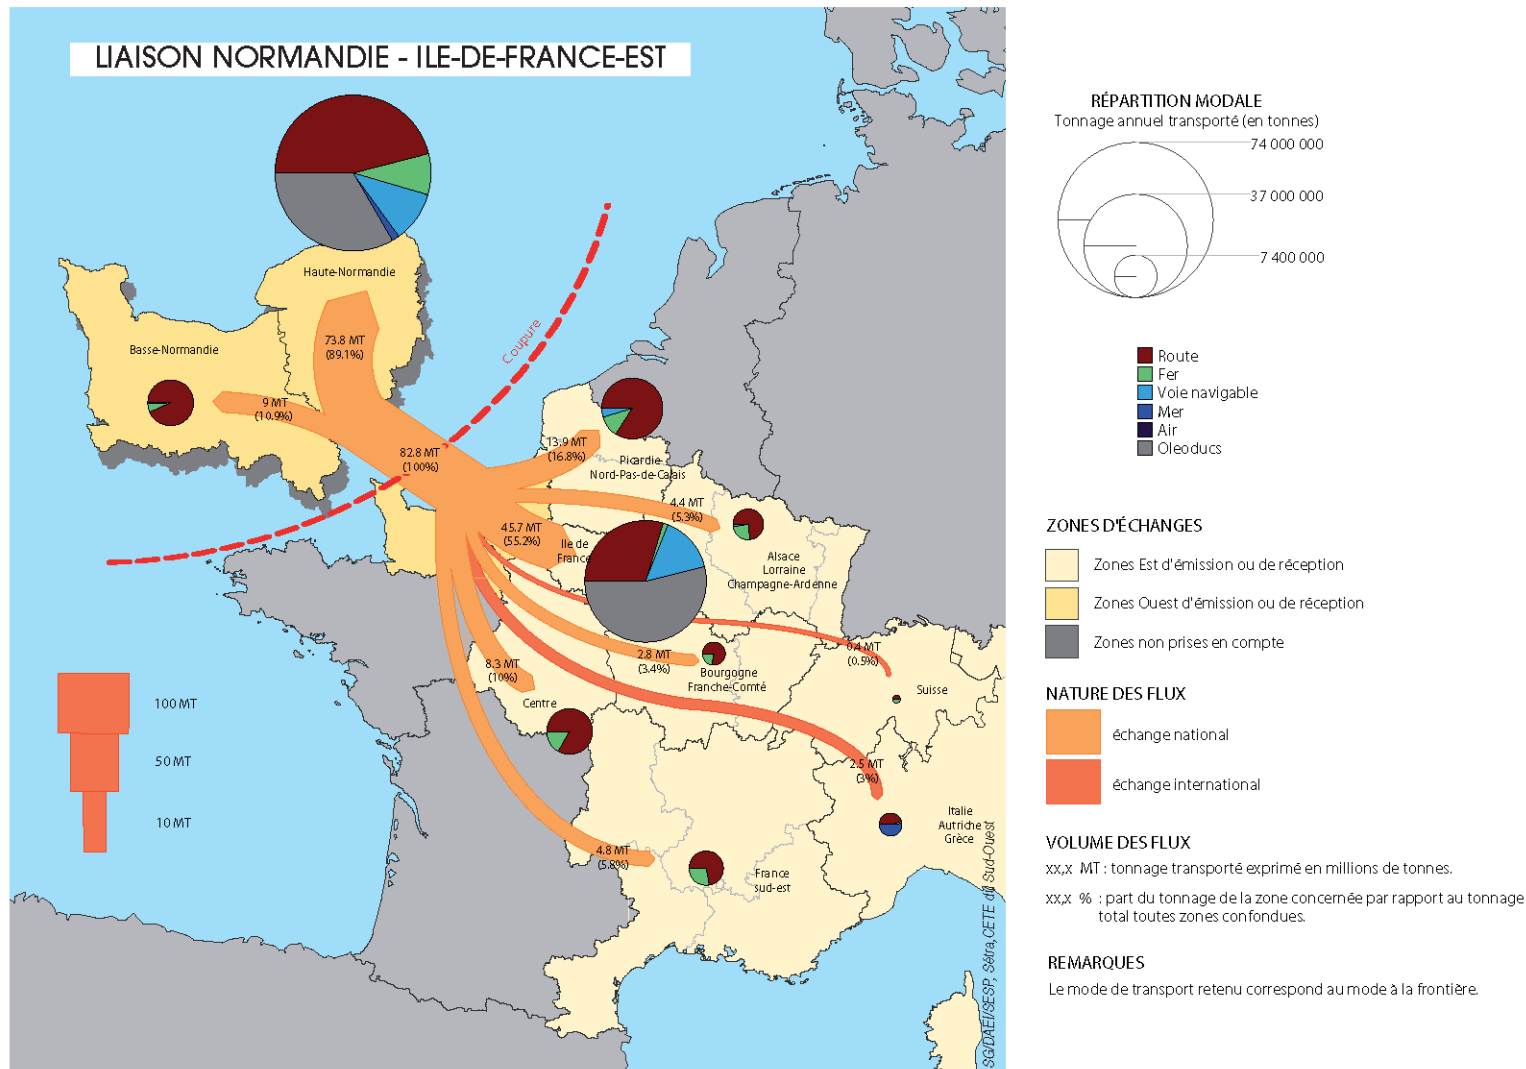 LIAISON NORMANDIE - ILE-DE-FRANCE-EST
Haute-Normandie
Basse-Normandie
73.8 MT
(89.1%)
9 MT
(10.9%)
82.8 MT
(100%)
Coupure
13.9 MT
(16.8%)
Picardie
Nord-Pas-de-Calais
4.4 MT
(5.3%)
45.7 MT
(55.2%)
Ile de
France
Alsace
Lorraine
Champagne-Ardenne
0.4 MT
(0.5%)
2.8 MT
(3.4%)
Bourgogne
Franche-Comté
8.3 MT
(10%)
Centre
Suisse
2.5 MT
(3%)
Italie
Autriche
Grèce
4.8 MT
(5.8%)
France
sud-est
100 MT
50 MT
10 MT
SG/DAEI/SESP, Sétra,CETE du Sud-Ouest
RÉPARTITION MODALE
Tonnage annuel transporté (en tonnes)
74 000 000
37 000 000
7 400 000
Route
Fer
Voie navigable
Mer
Air
Oleoducs
ZONES D'ÉCHANGES
Zones Est d'émission ou de réception
Zones Ouest d'émission ou de réception
Zones non prises en compte
NATURE DES FLUX
échange national
échange international
VOLUME DES FLUX
xx,x MT : tonnage transporté exprimé en millions de tonnes.
xx,x % : part du tonnage de la zone concernée par rapport au tonnage
total toutes zones confondues.
REMARQUES
Le mode de transport retenu correspond au mode à la frontière.